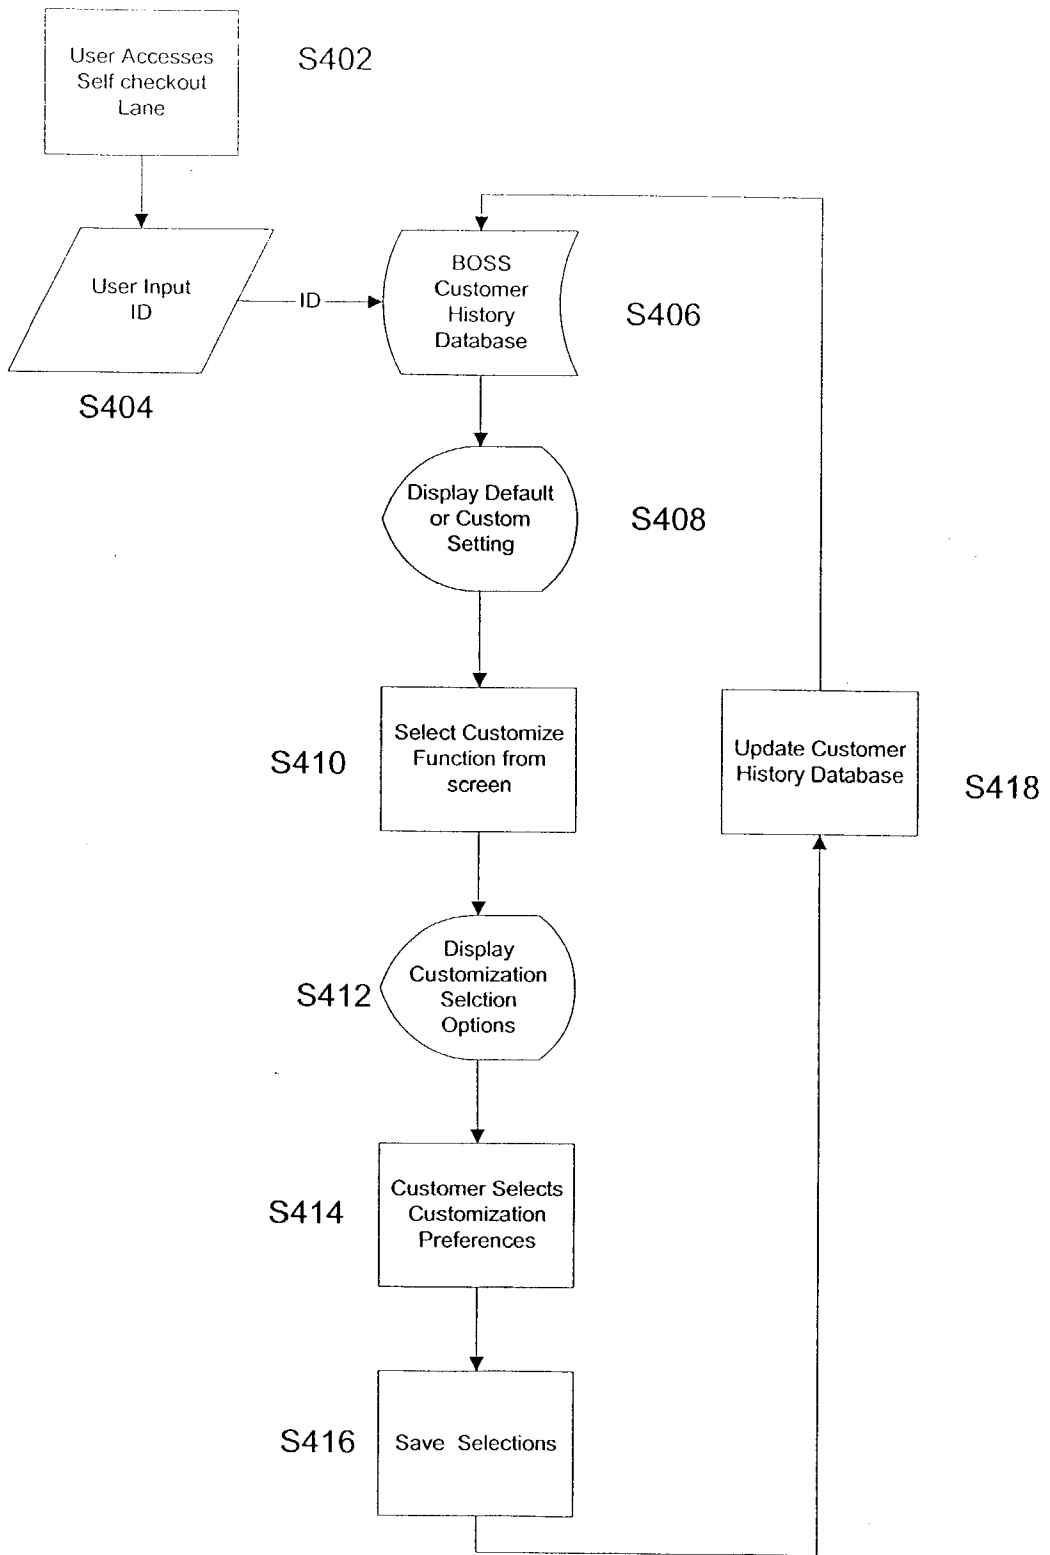 User Accesses
Self checkout
Lane
S402
User Input
ID
S404
ID
BOSS
Customer
History
Database
S406
Display Default
or Custom
Setting
S408
Select Customize
Function from
screen
S410
Display
Customization
Selction
Options
S412
Customer Selects
Customization
Preferences
S414
Save Selections
S416
Update Customer
History Database
S418